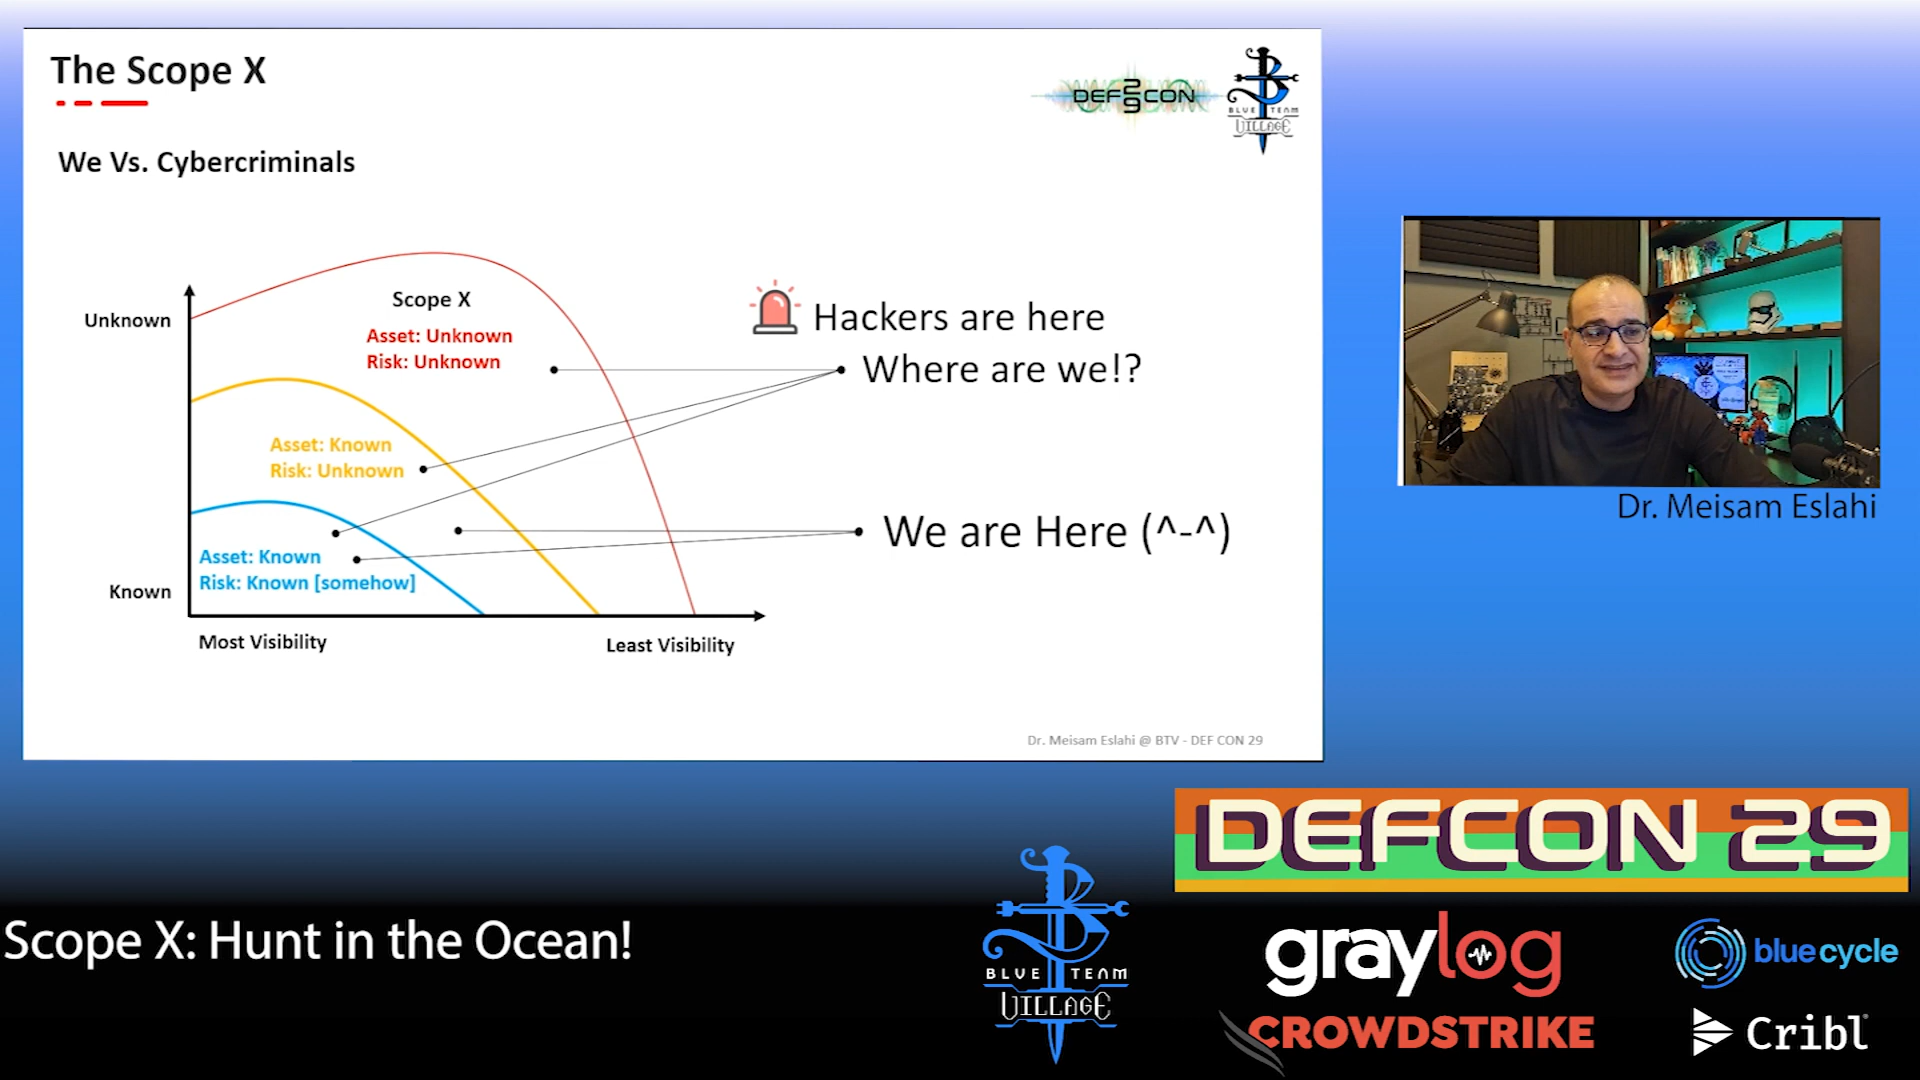 The Scope X
DEF CON 29
BLUE TEAM
VILLAGE
We Vs. Cybercriminals
Unknown
Scope X
Asset: Unknown
Risk: Unknown
Hackers are here
Where are we!?
Asset: Known
Risk: Unknown
We are Here (^-^)
Asset: Known
Risk: Known [somehow]
Known
Most Visibility
Least Visibility
Dr. Meisam Eslahi @ BTV - DEF CON 29
Dr. Meisam Eslahi
DEFCON 29
Scope X: Hunt in the Ocean!
BLUE TEAM
VILLAGE
graylog
bluecycle
CROWDSTRIKE
Cribl